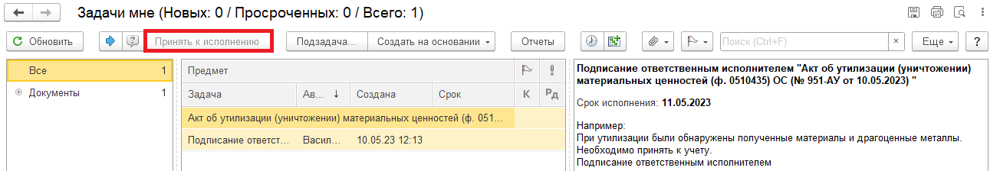 Задачи мне (Новых: 0 / Просроченных: 0 / Всего: 1)
Обновить Принять к исполнению Подзадача... Создать на основании Отчеты Поиск (Ctrl+F) × Еще ?
Все 1
Документы 1
Предмет
Задача Ав... Создана Срок К Рд
Акт об утилизации (уничтожении) материальных ценностей (ф. 051...
Подписание ответст... Васил... 10.05.23 12:13
Подписание ответственным исполнителем "Акт об утилизации (уничтожении)
материальных ценностей (ф. 0510435) ОС (№ 951-АУ от 10.05.2023) "
Срок исполнения: 11.05.2023
Например:
При утилизации были обнаружены полученные материалы и драгоценные металлы.
Необходимо принять к учету.
Подписание ответственным исполнителем